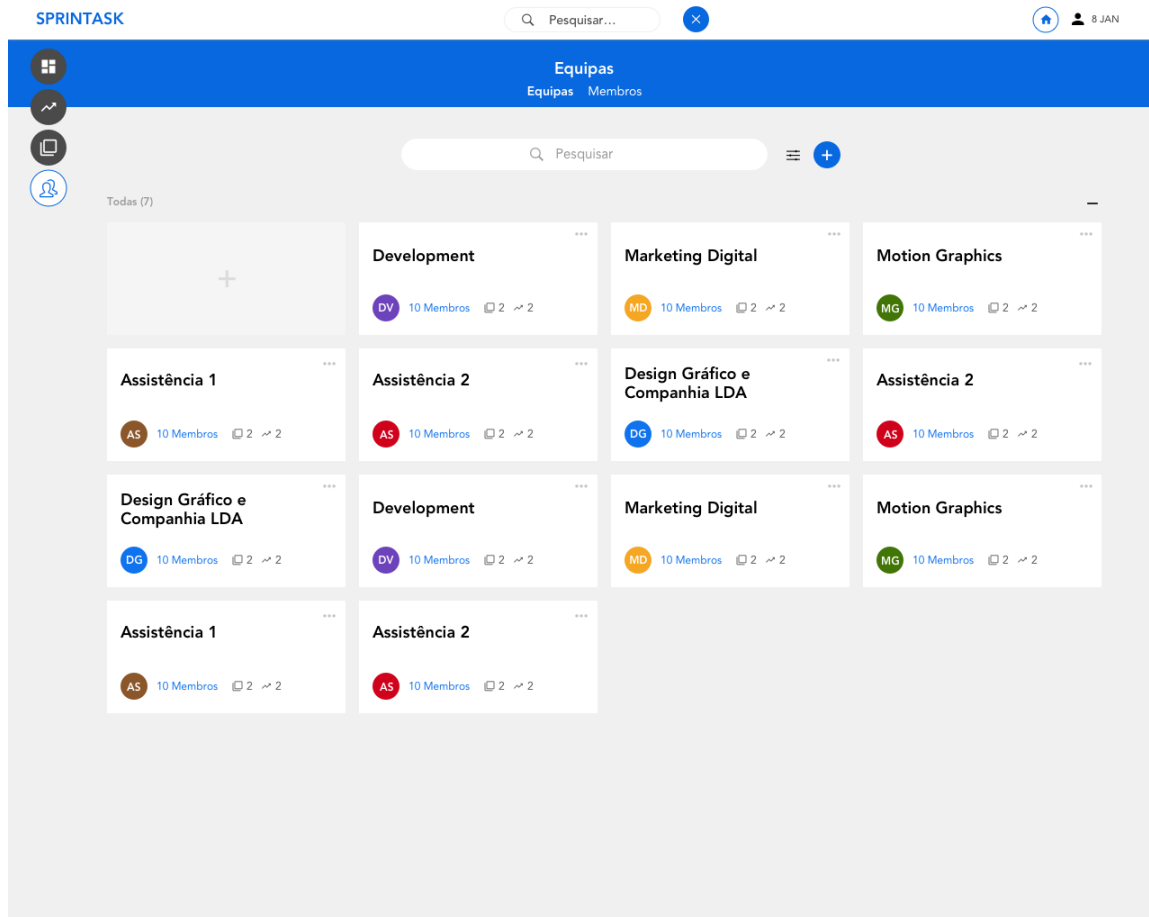 SPRINTASK
Pesquisar...
8 JAN
Equipas
Equipas Membros
Pesquisar
Todas (7)
Development
DV 10 Membros 2 2
Marketing Digital
MD 10 Membros 2 2
Motion Graphics
MG 10 Membros 2 2
Assistência 1
AS 10 Membros 2 2
Assistência 2
AS 10 Membros 2 2
Design Gráfico e
Companhia LDA
DG 10 Membros 2 2
Assistência 2
AS 10 Membros 2 2
Design Gráfico e
Companhia LDA
DG 10 Membros 2 2
Development
DV 10 Membros 2 2
Marketing Digital
MD 10 Membros 2 2
Motion Graphics
MG 10 Membros 2 2
Assistência 1
AS 10 Membros 2 2
Assistência 2
AS 10 Membros 2 2